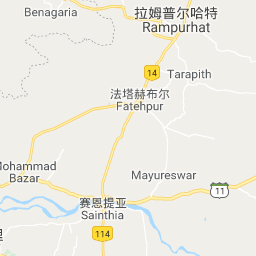 Benagaria
拉姆普尔哈特
Rampurhat
14
Tarapith
法塔赫布尔
Fatehpur
Mohammad
Bazar
Mayureswar
11
赛恩提亚
Sainthia
114
里